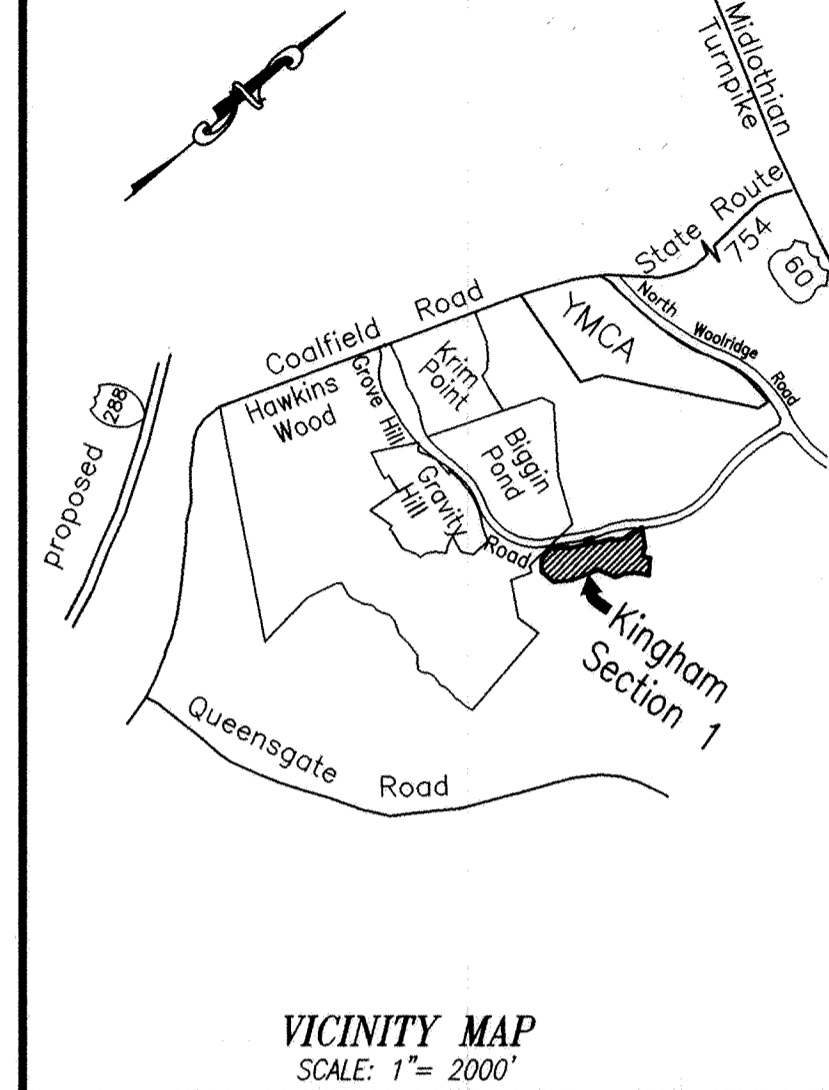 Midlothian
Turnpike
State Route
754
60
North Woolridge Road
YMCA
Coalfield Road
Krim
Point
Hawkins
Wood
Grove Hill Road
288
proposed
Biggin
Pond
Gravity
Hill
Kingham
Section 1
Queensgate Road
VICINITY MAP
SCALE: 1"= 2000'